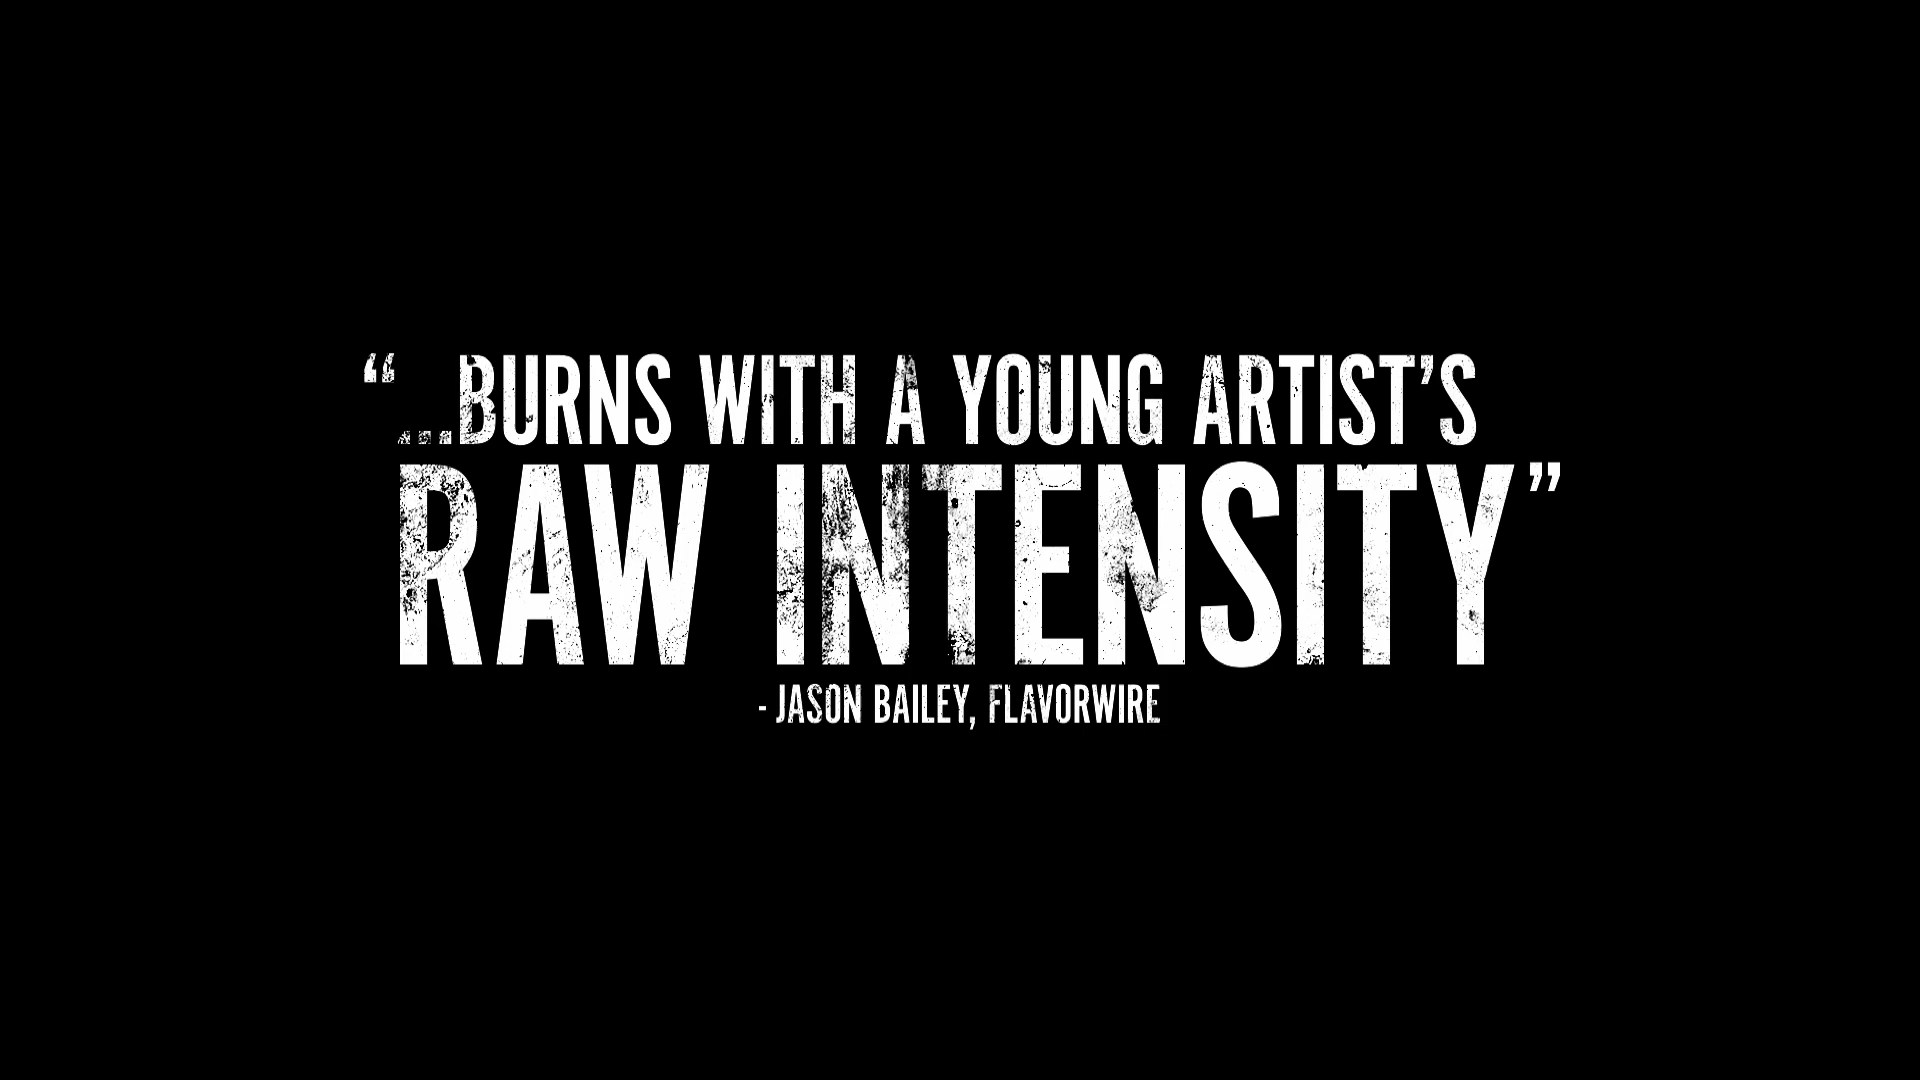 “...BURNS WITH A YOUNG ARTIST’S
RAW INTENSITY”
- JASON BAILEY, FLAVORWIRE